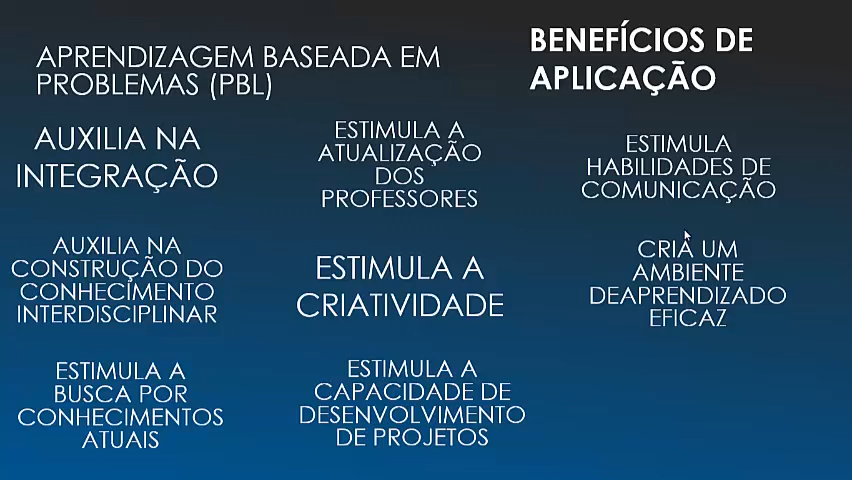 APRENDIZAGEM BASEADA EM
PROBLEMAS (PBL)
BENEFÍCIOS DE
APLICAÇÃO
AUXILIA NA
INTEGRAÇÃO
ESTIMULA A
ATUALIZAÇÃO
DOS
PROFESSORES
ESTIMULA
HABILIDADES DE
COMUNICAÇÃO
AUXILIA NA
CONSTRUÇÃO DO
CONHECIMENTO
INTERDISCIPLINAR
ESTIMULA A
CRIATIVIDADE
CRIA UM
AMBIENTE
DEAPRENDIZADO
EFICAZ
ESTIMULA A
BUSCA POR
CONHECIMENTOS
ATUAIS
ESTIMULA A
CAPACIDADE DE
DESENVOLVIMENTO
DE PROJETOS